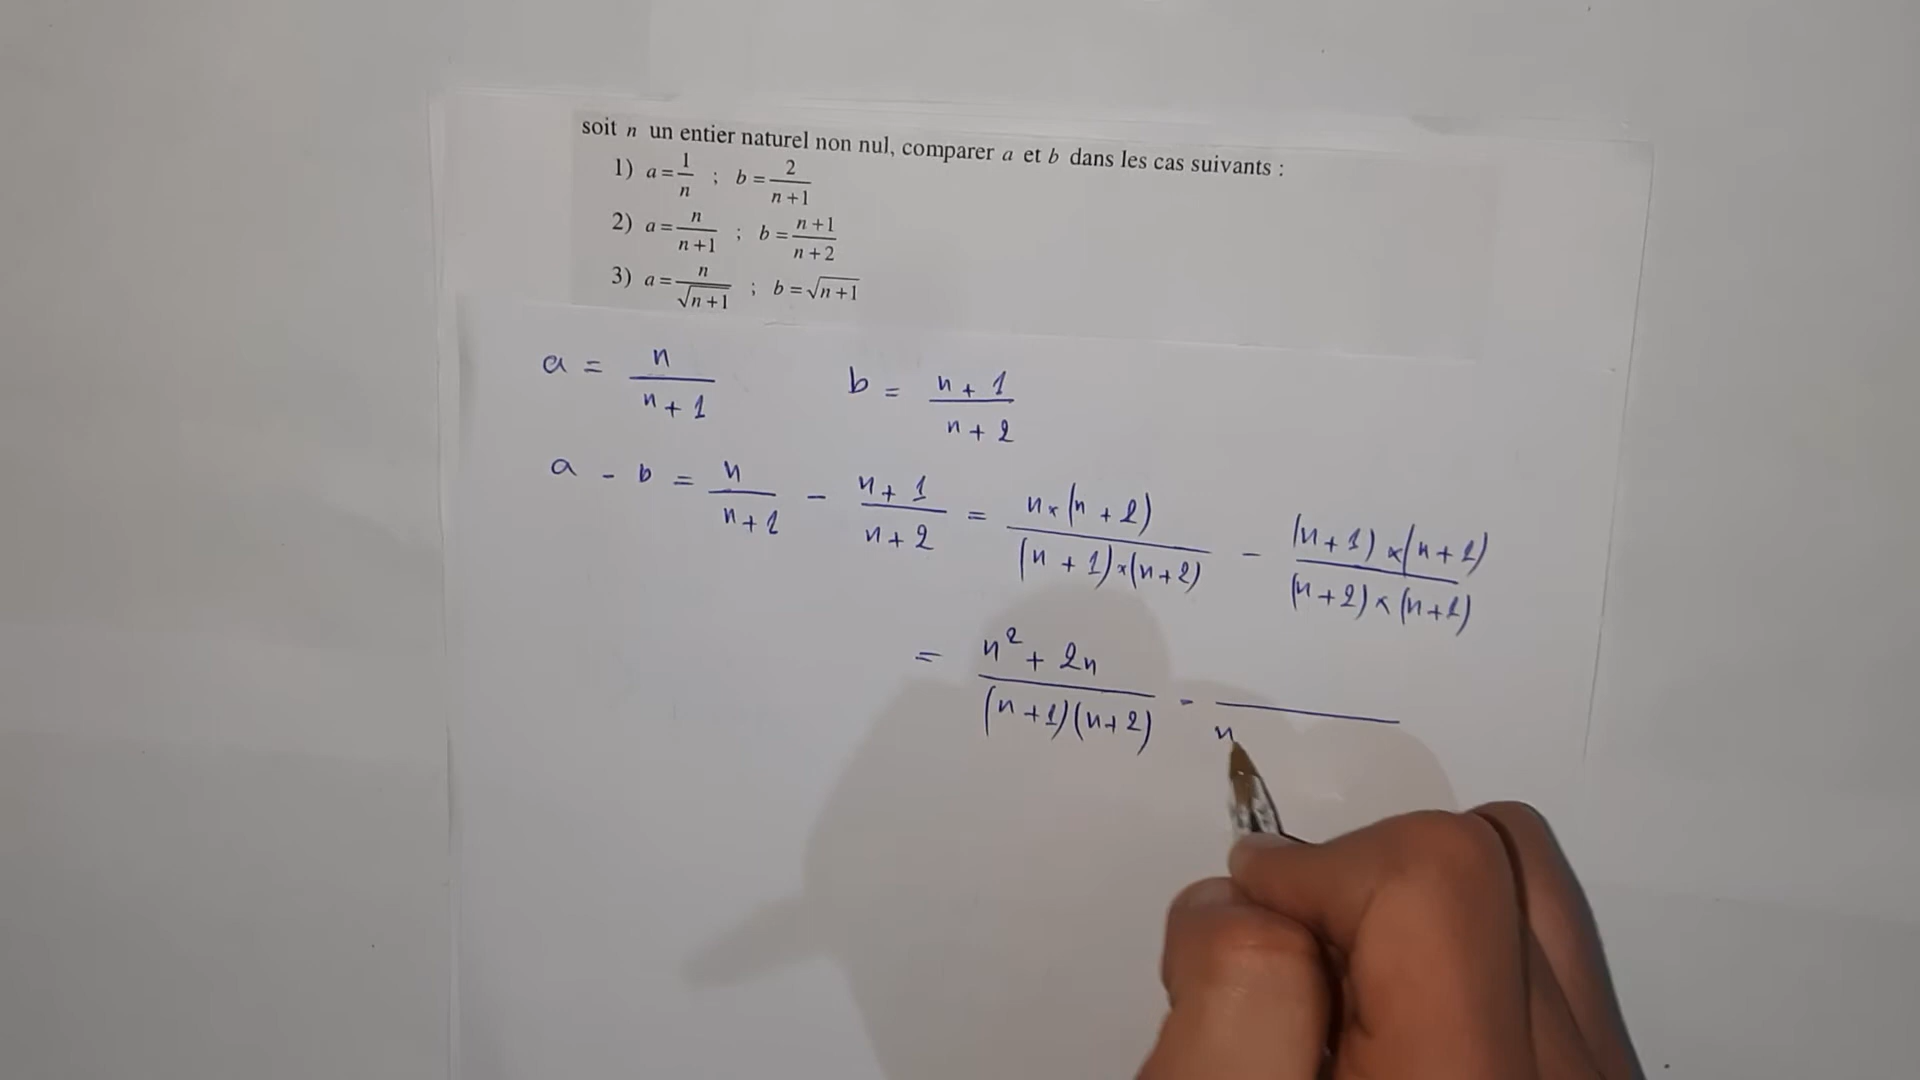 soit n un entier naturel non nul, comparer a et b dans les cas suivants :
1) a = 1/n ; b = 2/(n+1)
2) a = n/(n+1) ; b = (n+1)/(n+2)
3) a = n/√(n+1) ; b = √(n+1)
a = n/(n+1) b = (n+1)/(n+2)
a - b = n/(n+1) - (n+1)/(n+2) = n×(n+2)/(n+1)×(n+2) - (n+1)×(n+1)/(n+2)×(n+1)
= n²+2n/(n+1)(n+2) - /n